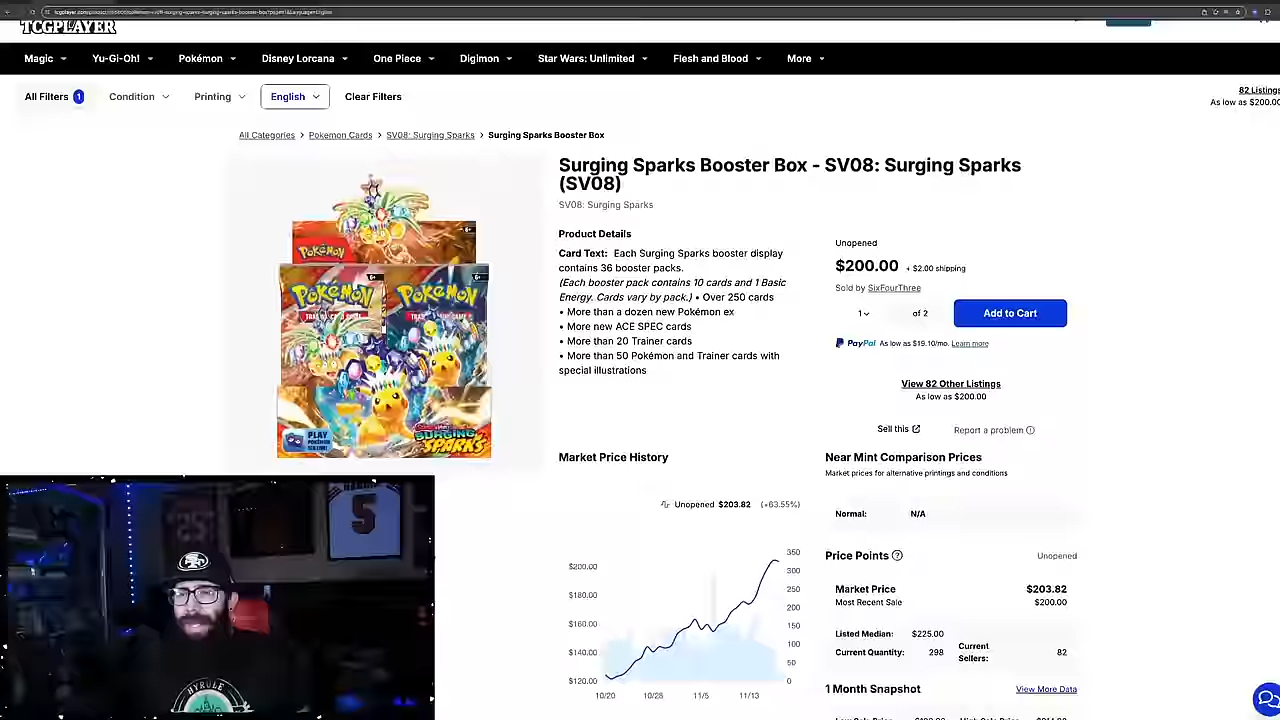 TCGPLAYER
Magic Yu-Gi-Oh! Pokémon Disney Lorcana One Piece Digimon Star Wars: Unlimited Flesh and Blood More
All Filters 1 Condition Printing English Clear Filters
82 Listings
As low as $200.00
All Categories > Pokemon Cards > SV08: Surging Sparks > Surging Sparks Booster Box
Surging Sparks Booster Box - SV08: Surging Sparks
(SV08)
SV08: Surging Sparks
Product Details
Card Text: Each Surging Sparks booster display
contains 36 booster packs.
(Each booster pack contains 10 cards and 1 Basic
Energy. Cards vary by pack.) • Over 250 cards
• More than a dozen new Pokémon ex
• More new ACE SPEC cards
• More than 20 Trainer cards
• More than 50 Pokémon and Trainer cards with
special illustrations
Unopened
$200.00 + $2.00 shipping
Sold by SixFourThree
1 of 2 Add to Cart
PayPal As low as $19.10/mo. Learn more
View 82 Other Listings
As low as $200.00
Sell this Report a problem
POKÉMON
POKÉMON POKÉMON
PLAY
POKÉMON
SURGING
SPARKS
Market Price History
Unopened $203.82 (+63.55%)
$200.00
$180.00
$160.00
$140.00
$120.00
350
300
250
200
150
100
50
0
10/20 10/28 11/5 11/13
Near Mint Comparison Prices
Market prices for alternative printings and conditions
Normal: N/A
Price Points Unopened
Market Price $203.82
Most Recent Sale $200.00
Listed Median: $225.00
Current Quantity: 298 Current Sellers: 82
1 Month Snapshot View More Data
5
HYRULE